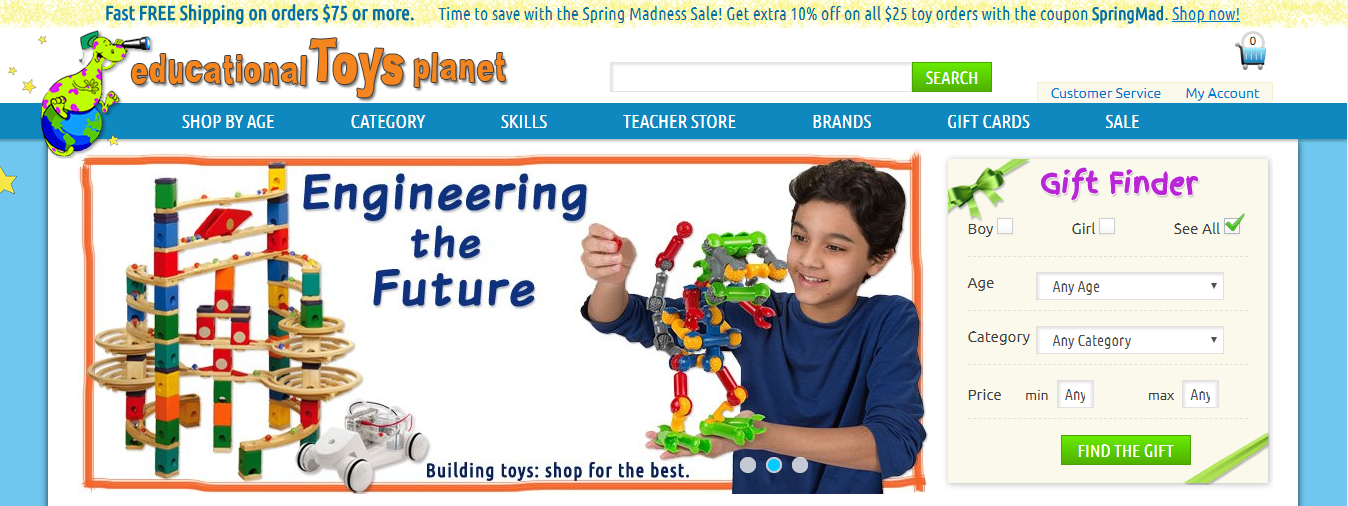 Fast FREE Shipping on orders $75 or more. Time to save with the Spring Madness Sale! Get extra 10% off on all $25 toy orders with the coupon SpringMad. Shop now!
educational Toys planet
0
SEARCH
Customer Service My Account
SHOP BY AGE CATEGORY SKILLS TEACHER STORE BRANDS GIFT CARDS SALE
Engineering
the
Future
Building toys: shop for the best.
Gift Finder
Boy Girl See All
Age Any Age
Category Any Category
Price min Any max Any
FIND THE GIFT